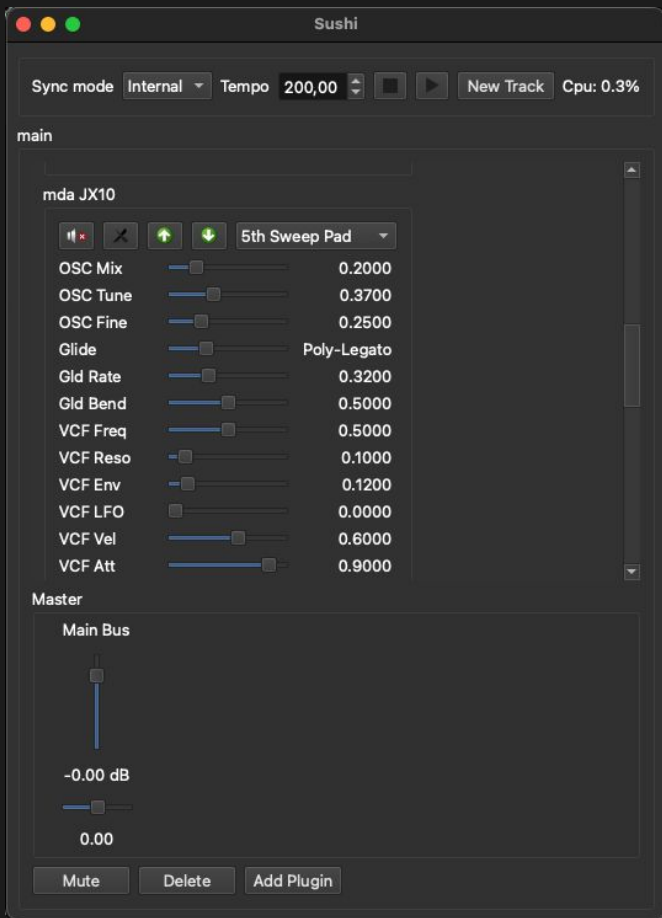 Sushi
Sync mode Internal Tempo 200,00 New Track Cpu: 0.3%
main
mda JX10
5th Sweep Pad
OSC Mix 0.2000
OSC Tune 0.3700
OSC Fine 0.2500
Glide Poly-Legato
Gld Rate 0.3200
Gld Bend 0.5000
VCF Freq 0.5000
VCF Reso 0.1000
VCF Env 0.1200
VCF LFO 0.0000
VCF Vel 0.6000
VCF Att 0.9000
Master
Main Bus
-0.00 dB
0.00
Mute Delete Add Plugin